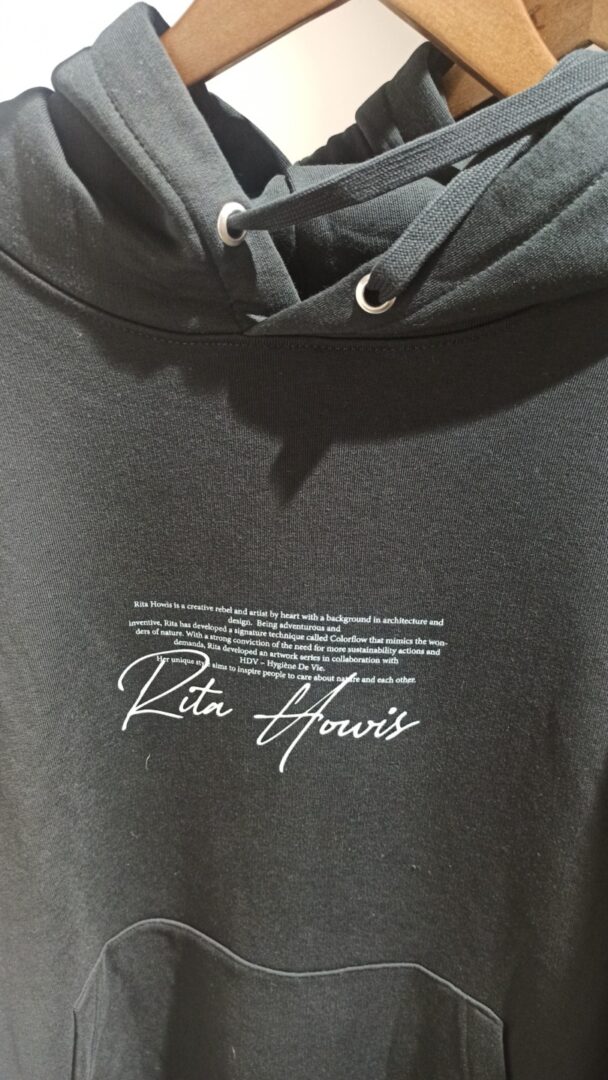 Rita Howis is a creative rebel and artist by heart with a background in architecture and
design. Being adventurous and
inventive, Rita has developed a signature technique called Colorflow that mimics the won-
ders of nature. With a strong conviction of the need for more sustainability actions and
demands, Rita developed an artwork series in collaboration with
HDV – Hygiène De Vie.
Her unique style aims to inspire people to care about nature and each other.
Rita Howis